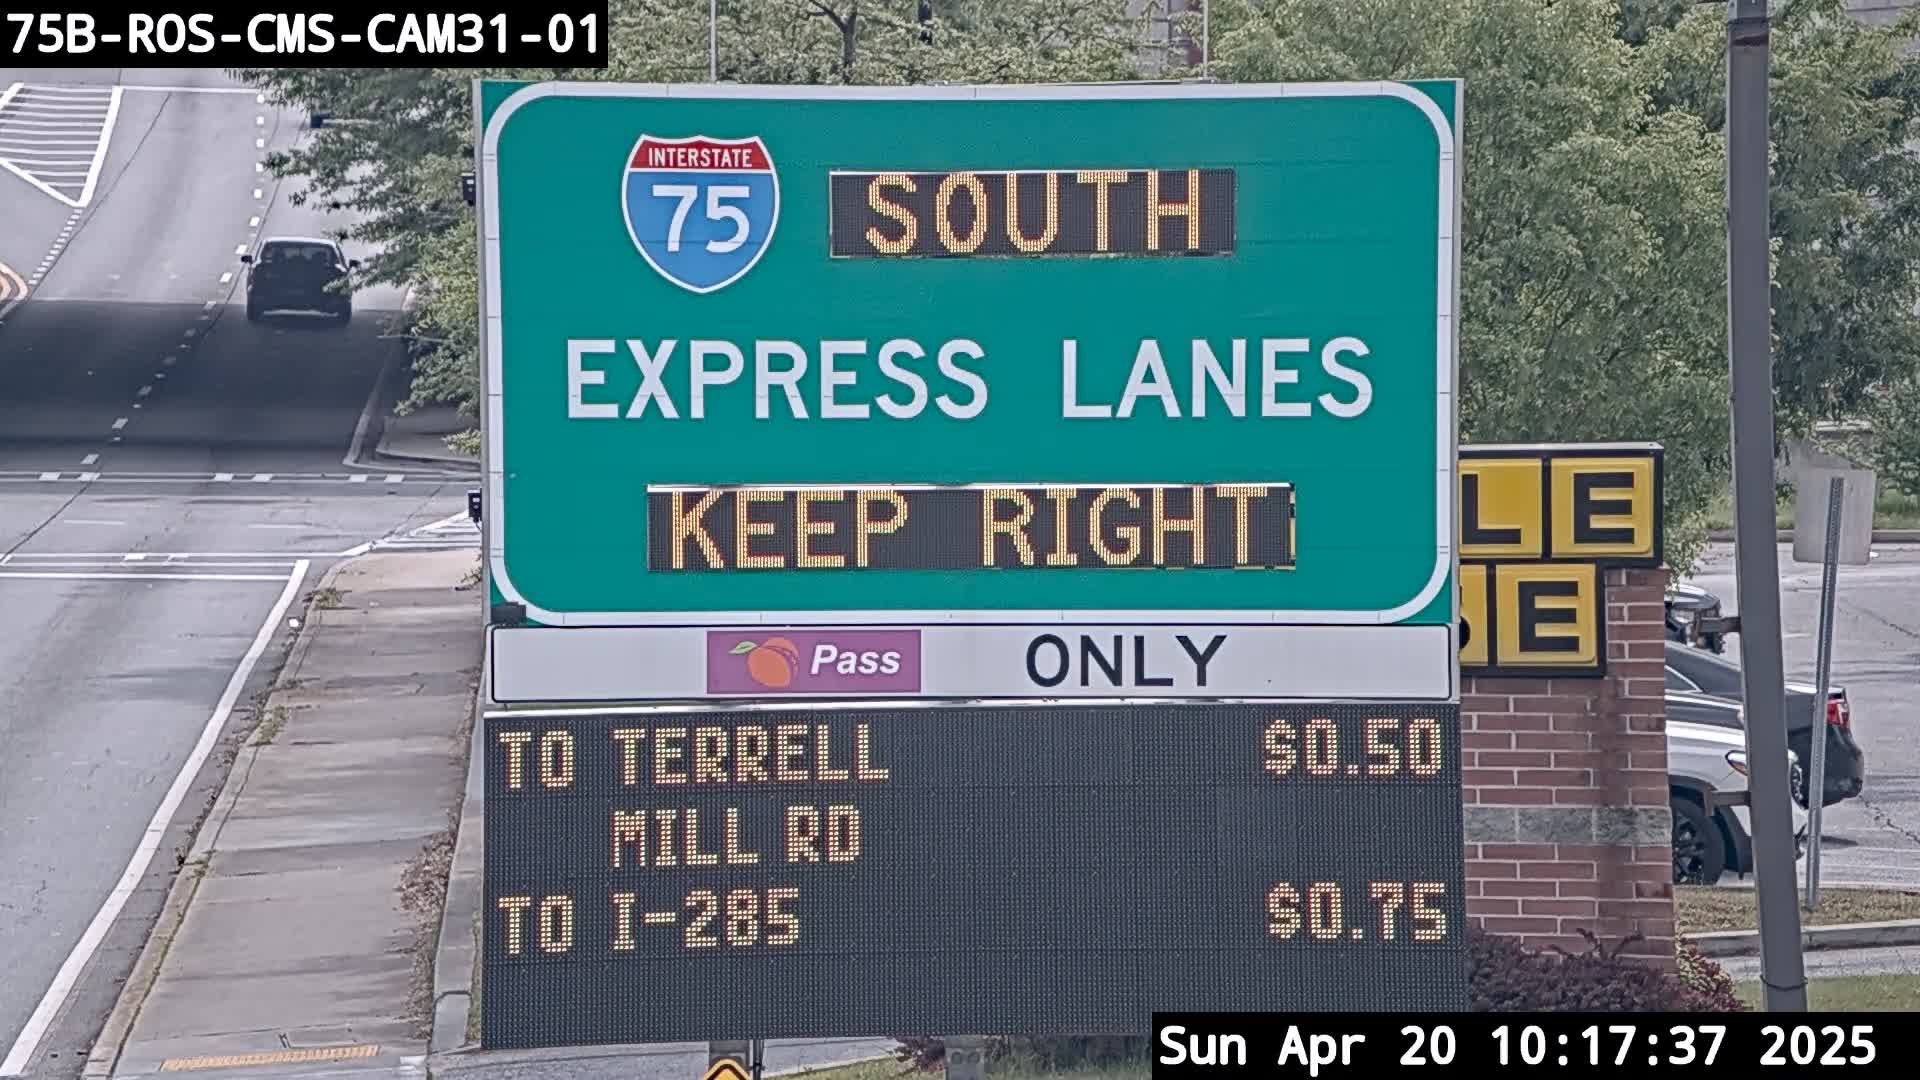 75B-ROS-CMS-CAM31-01
INTERSTATE
75
SOUTH
EXPRESS LANES
KEEP RIGHT
Pass ONLY
TO TERRELL $0.50
MILL RD
TO I-285 $0.75
LE
E
Sun Apr 20 10:17:37 2025